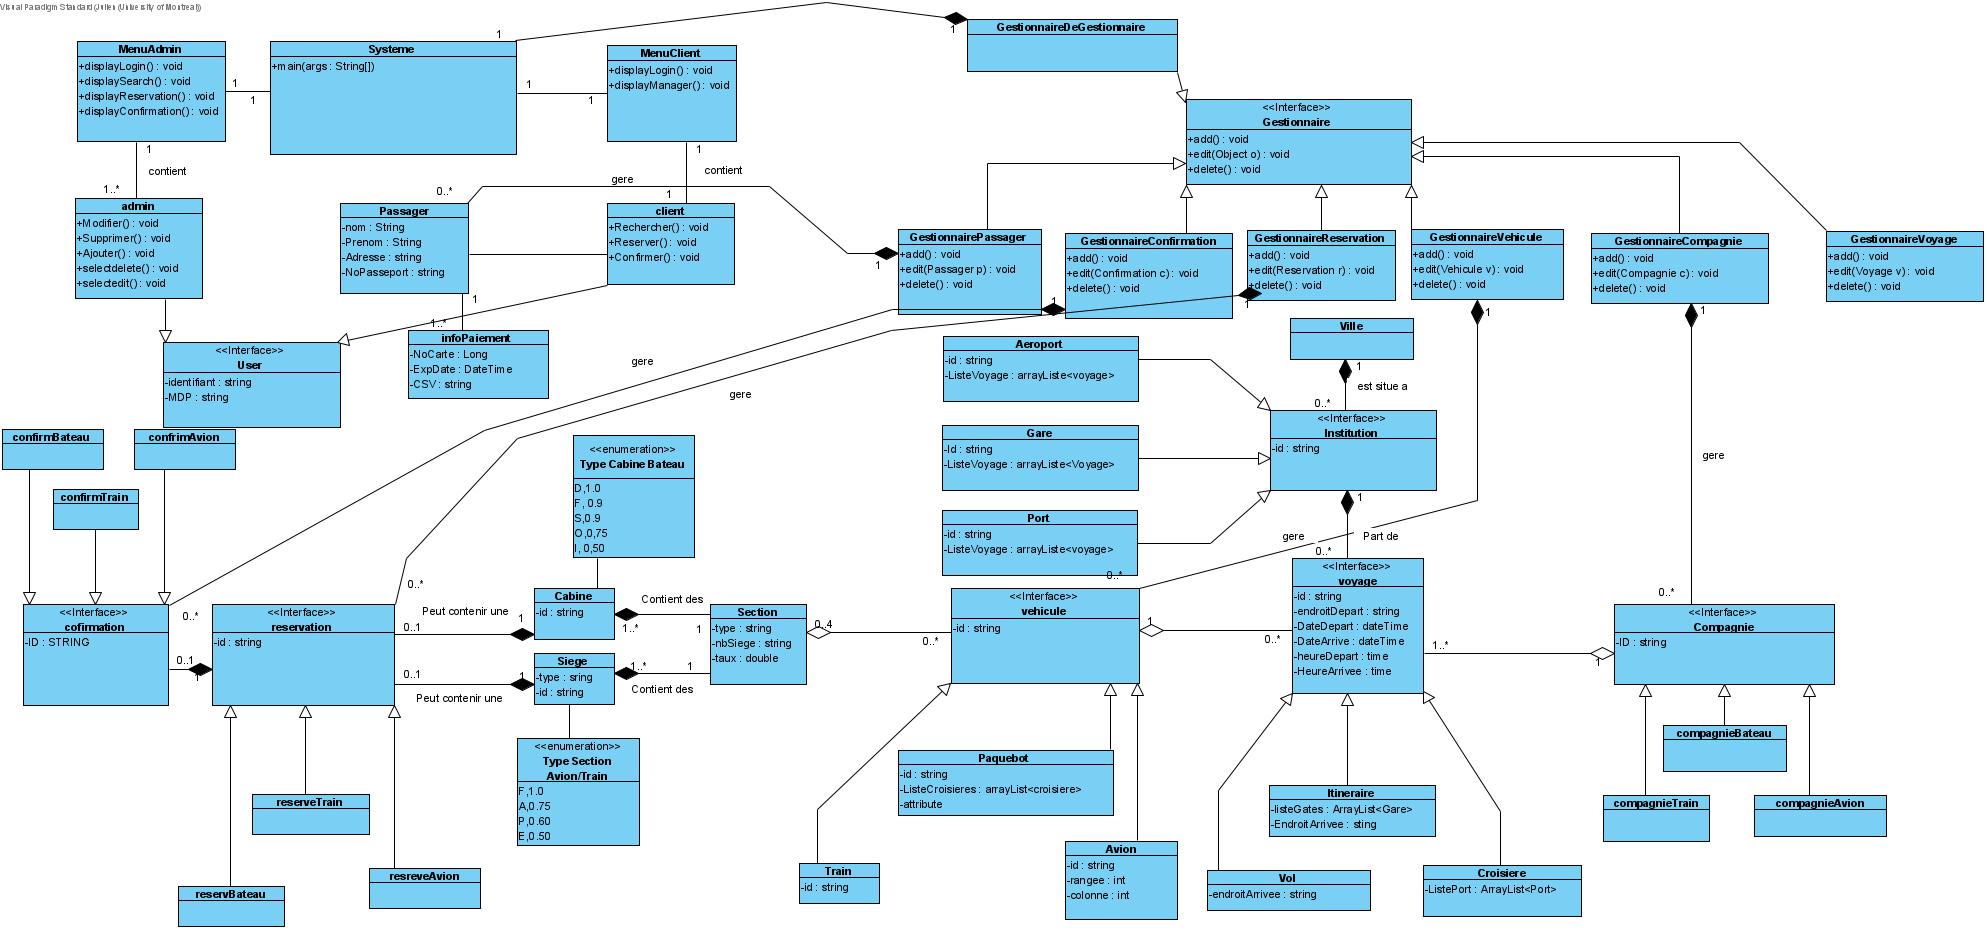 Visual Paradigm Standard (Julien (University of Montreal))
GestionnaireDeGestionnaire
1
1
MenuAdmin
+displayLogin() : void
+displaySearch() : void
+displayReservation() : void
+displayConfirmation() : void
1
1
Systeme
+main(args : String[])
1
1
MenuClient
+displayLogin() : void
+displayManager() : void
<<Interface>>
Gestionnaire
+add() : void
+edit(Object o) : void
+delete() : void
1
contient
1..*
1
contient
1
0..*
gere
1
admin
+Modifier() : void
+Supprimer() : void
+Ajouter() : void
+selectdelete() : void
+selectedit() : void
Passager
-nom : String
-Prenom : String
-Adresse : String
-NoPasseport : string
client
+Rechercher() : void
+Reserver() : void
+Confirmer() : void
GestionnairePassager
+add() : void
+edit(Passager p) : void
+delete() : void
GestionnaireConfirmation
+add() : void
+edit(Confirmation c) : void
+delete() : void
GestionnaireReservation
+add() : void
+edit(Reservation r) : void
+delete() : void
GestionnaireVehicule
+add() : void
+edit(Vehicule v) : void
+delete() : void
GestionnaireCompagnie
+add() : void
+edit(Compagnie c) : void
+delete() : void
GestionnaireVoyage
+add() : void
+edit(Voyage v) : void
+delete() : void
1
1..*
1
1
1
1
<<Interface>>
User
-identifiant : string
-MDP : string
infoPaiement
-NoCarte : Long
-ExpDate : DateTime
-CSV : string
gere
gere
Aeroport
-id : string
-ListeVoyage : arrayListe<voyage>
Ville
1
est situe a
0..*
<<Interface>>
Institution
-id : string
Gare
-Id : string
-ListeVoyage : arrayListe<Voyage>
Port
-id : string
-ListeVoyage : arrayListe<voyage>
1
Part de
0..*
gere
0..*
gere
0..*
confirmBateau
confrimAvion
confirmTrain
<<enumeration>>
Type Cabine Bateau
D,1.0
F, 0.9
S,0.9
O,0,75
I, 0,50
<<Interface>>
cofirmation
-ID : STRING
0..*
0..1
1
<<Interface>>
reservation
-id : string
0..*
Peut contenir une
0..1
1
0..1
1
Peut contenir une
Cabine
-id : string
Siege
-type : sring
-id : string
Contient des
1..*
1
1..*
1
Contient des
Section
-type : string
-nbSiege : string
-taux : double
0..4
0..*
<<Interface>>
vehicule
-id : string
1
0..*
<<Interface>>
voyage
-id : string
-endroitDepart : string
-DateDepart : dateTime
-DateArrive : dateTime
-heureDepart : time
-HeureArrivee : time
1..*
1
<<Interface>>
Compagnie
-ID : string
<<enumeration>>
Type Section
Avion/Train
F,1.0
A,0.75
P,0.60
E,0.50
reserveTrain
resreveAvion
reservBateau
Paquebot
-id : string
-ListeCroisieres : arrayList<croisiere>
-attribute
Train
-id : string
Avion
-id : string
-rangee : int
-colonne : int
Itineraire
-listeGates : ArrayList<Gare>
-EndroitArrivee : sting
Vol
-endroitArrivee : string
Croisiere
-ListePort : ArrayList<Port>
compagnieBateau
compagnieTrain
compagnieAvion